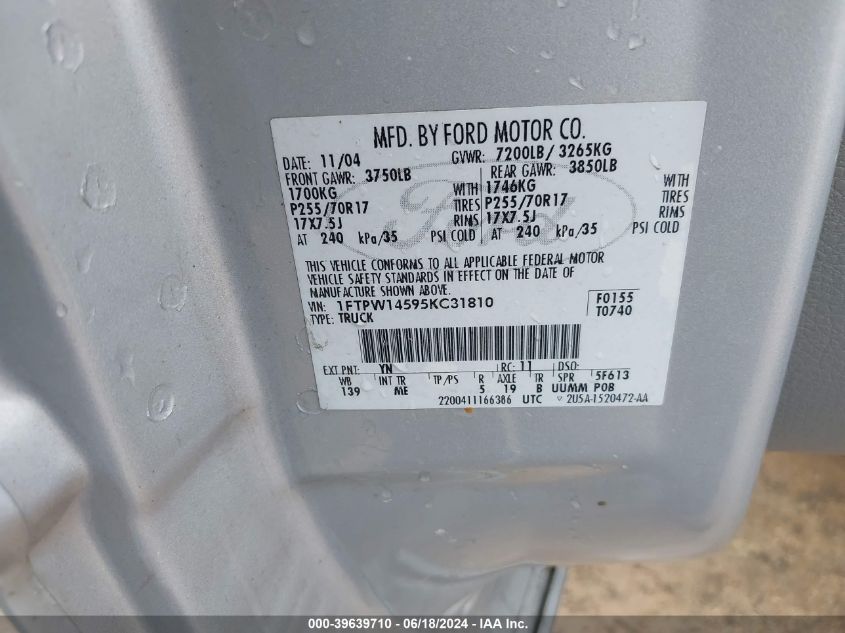 MFD. BY FORD MOTOR CO.
DATE: 11/04 GVWR: 7200LB/ 3265KG
FRONT GAWR: 3750LB REAR GAWR: 3850LB
1700KG WITH 1746KG WITH
P255/70R17 TIRES P255/70R17 TIRES
17X7.5J RIMS 17X7.5J RIMS
AT 240 kPa/35 PSI COLD AT 240 kPa/35 PSI COLD
Ford
THIS VEHICLE CONFORMS TO ALL APPLICABLE FEDERAL MOTOR
VEHICLE SAFETY STANDARDS IN EFFECT ON THE DATE OF
MANUFACTURE SHOWN ABOVE.
VIN: 1FTPW14595KC31810 F0155
TYPE: TRUCK T0740
EXT PNT: YN RC: 11 DSO:
WB INT TR TP/PS R AXLE TR SPR 5F613
139 ME 5 19 B UUMM POB
2200411166386 UTC ▽ 2U5A-1520472-AA
000-39639710 - 06/18/2024 - IAA Inc.